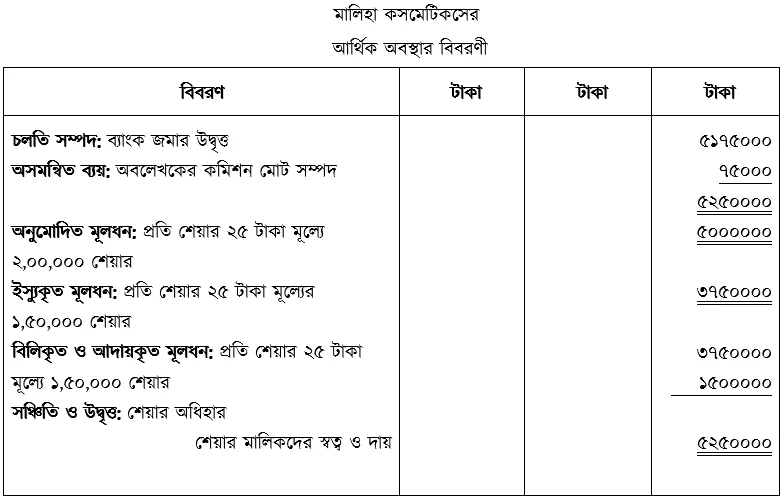 মালিহা কসমেটিকসের
আর্থিক অবস্থার বিবরণী
বিবরণ টাকা টাকা টাকা
চলতি সম্পদ: ব্যাংক জমার উদ্বৃত্ত ৫১৭৫০০০
অসমন্বিত ব্যয়: অবলেখকের কমিশন মোট সম্পদ ৭৫০০০
৫২৫০০০০
অনুমোদিত মূলধন: প্রতি শেয়ার ২৫ টাকা মূল্যে ৫০০০০০০
২,০০,০০০ শেয়ার
ইস্যুকৃত মূলধন: প্রতি শেয়ার ২৫ টাকা মূল্যের ৩৭৫০০০০
১,৫০,০০০ শেয়ার
বিলিকৃত ও আদায়কৃত মূলধন: প্রতি শেয়ার ২৫ টাকা ৩৭৫০০০০
মূল্যে ১,৫০,০০০ শেয়ার ১৫০০০০০
সঞ্চিতি ও উদ্বৃত্ত: শেয়ার অধিহার
শেয়ার মালিকদের স্বত্ব ও দায় ৫২৫০০০০